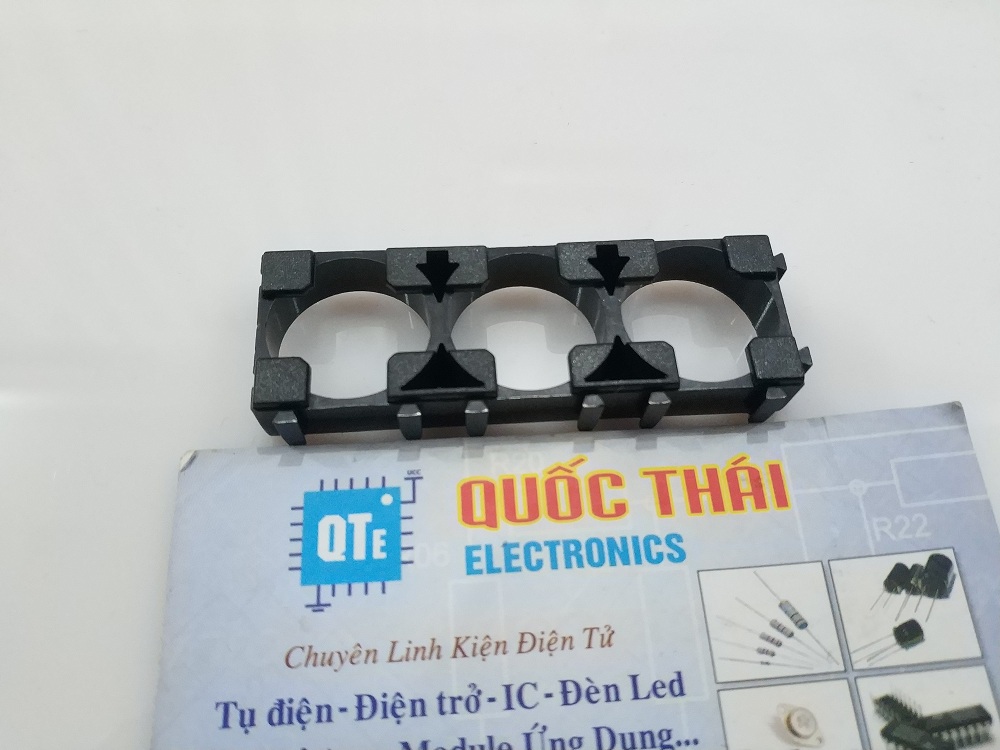 QUỐC THÁI
QTE
ELECTRONICS
R22
Chuyên Linh Kiện Điện Tử
Tụ điện - Điện trở - IC - Đèn Led
Module Ứng Dụng...